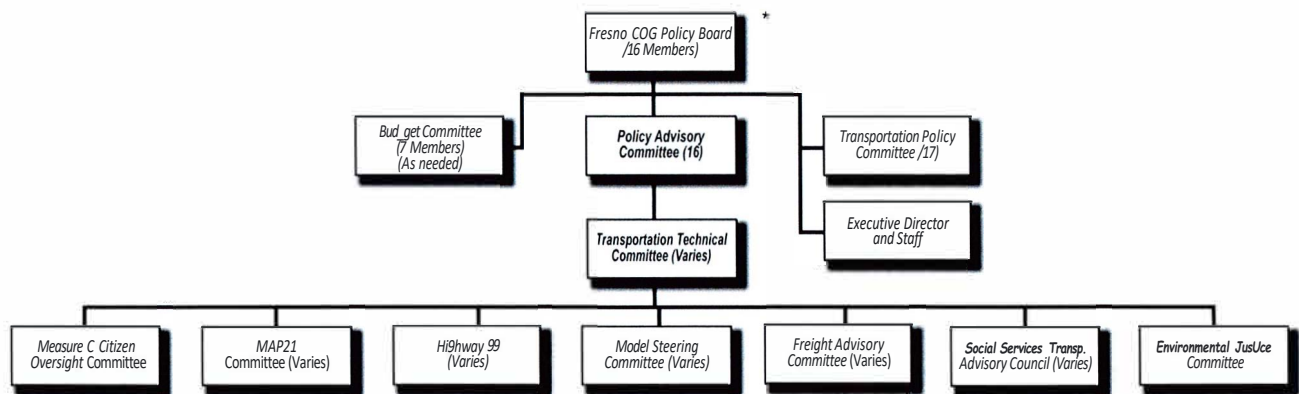 Fresno COG Policy Board
/16 Members)
*
Bud get Committee
(7 Members)
(As needed)
Policy Advisory
Committee (16)
Transportation Policy
Committee /17)
Executive Director
and Staff
Transportation Technical
Committee (Varies)
Measure C Citizen
Oversight Committee
MAP21
Committee (Varies)
Hi9hway 99
(Varies)
Model Steering
Committee (Varies)
Freight Advisory
Committee (Varies)
Social Services Transp.
Advisory Council (Varies)
Environmental JusUce
Committee